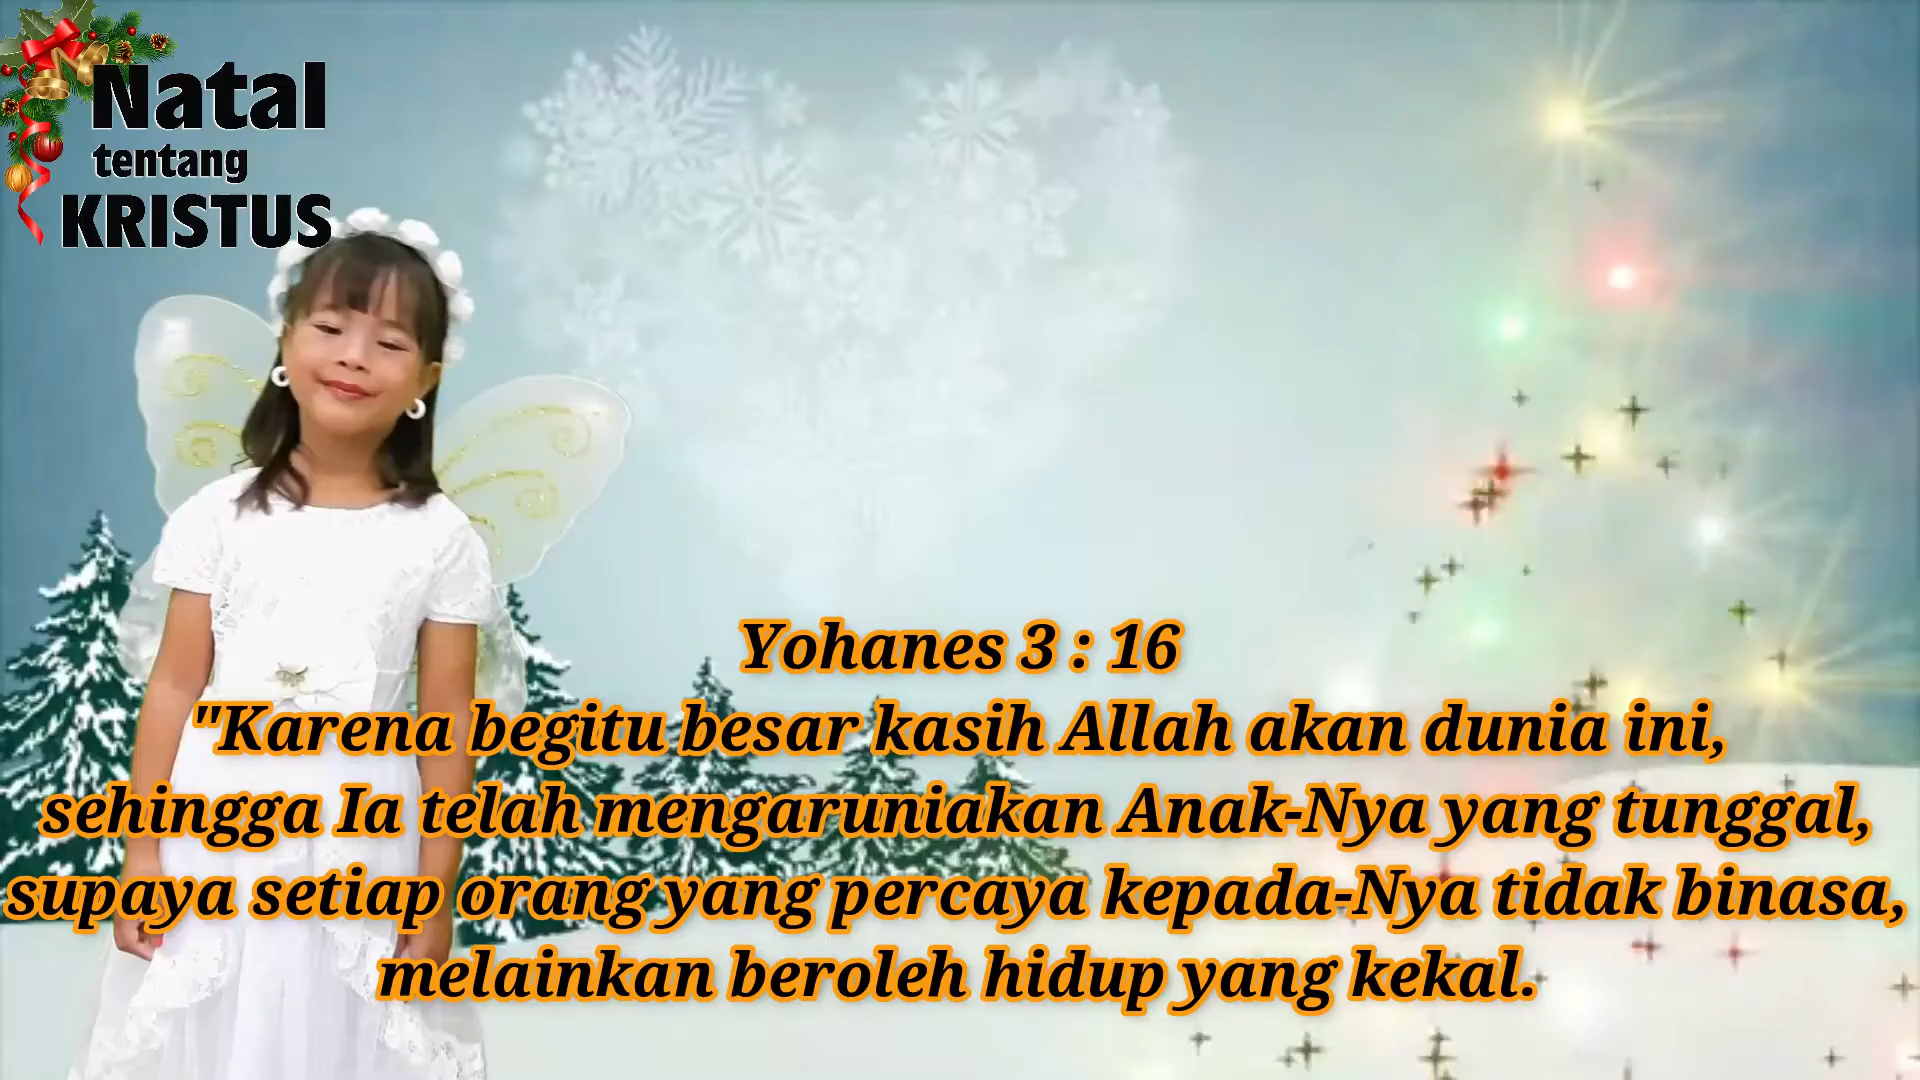 Natal
tentang
KRISTUS
Yohanes 3 : 16
"Karena begitu besar kasih Allah akan dunia ini,
sehingga Ia telah mengaruniakan Anak-Nya yang tunggal,
supaya setiap orang yang percaya kepada-Nya tidak binasa,
melainkan beroleh hidup yang kekal.